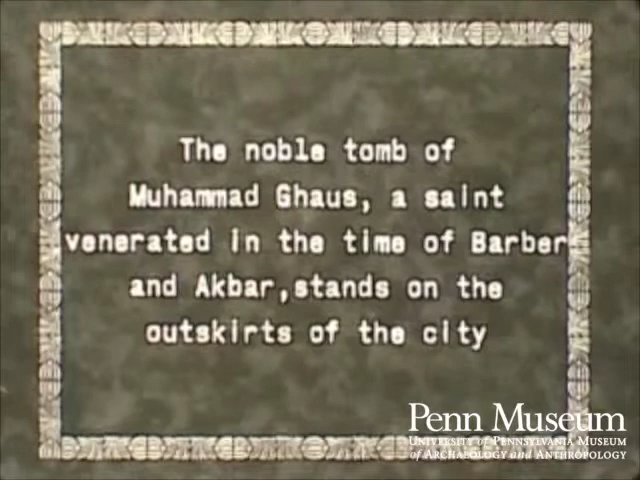 The noble tomb of
Muhammad Ghaus, a saint
venerated in the time of Barber
and Akbar,stands on the
outskirts of the city
Penn Museum
University of Pennsylvania Museum
of Archaeology and Anthropology